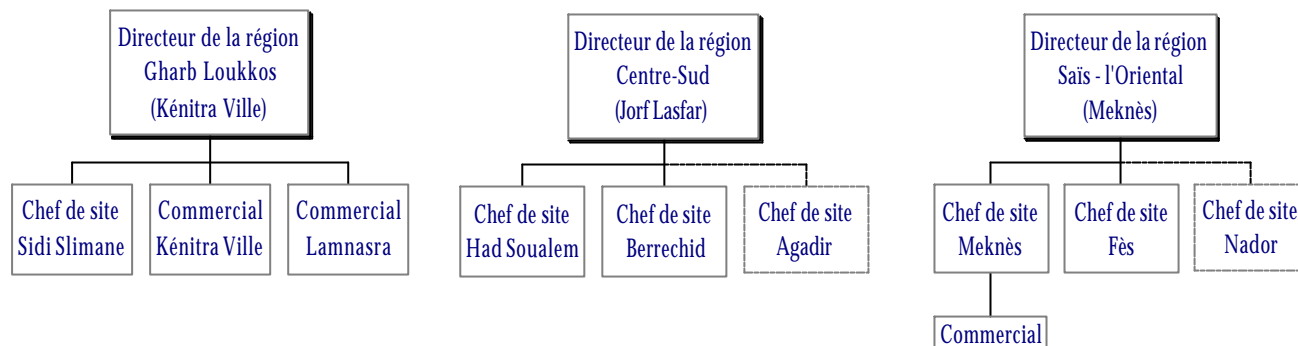 Directeur de la région
Gharb Loukkos
(Kénitra Ville)
Directeur de la région
Centre-Sud
(Jorf Lasfar)
Directeur de la région
Saïs - l'Oriental
(Meknès)
Chef de site
Sidi Slimane
Commercial
Kénitra Ville
Commercial
Lamnasra
Chef de site
Had Soualem
Chef de site
Berrechid
Chef de site
Agadir
Chef de site
Meknès
Chef de site
Fès
Chef de site
Nador
Commercial